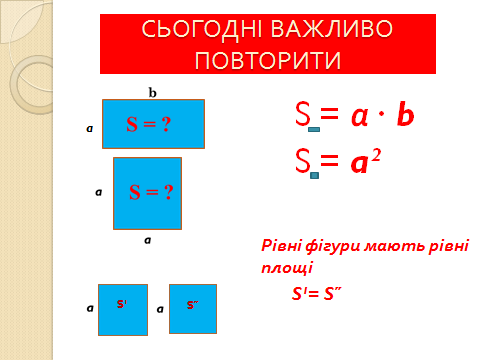 СЬОГОДНІ ВАЖЛИВО
ПОВТОРИТИ
b
a
S = ?
S = a · b
a
S = ?
a
S = a²
Рівні фігури мають рівні
площі
S'= S″
a
S'
a
S″